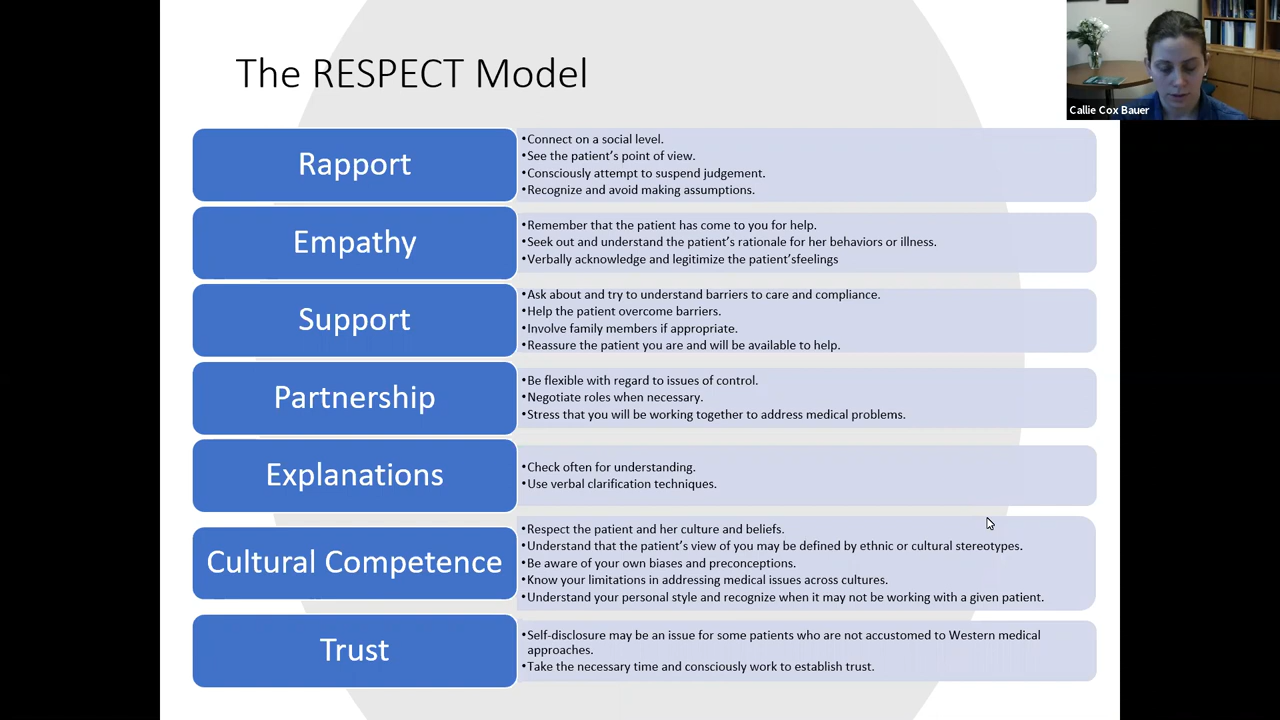 The RESPECT Model
Callie Cox Bauer
Rapport
•Connect on a social level.
•See the patient's point of view.
•Consciously attempt to suspend judgement.
•Recognize and avoid making assumptions.
Empathy
•Remember that the patient has come to you for help.
•Seek out and understand the patient's rationale for her behaviors or illness.
•Verbally acknowledge and legitimize the patient'sfeelings
Support
•Ask about and try to understand barriers to care and compliance.
•Help the patient overcome barriers.
•Involve family members if appropriate.
•Reassure the patient you are and will be available to help.
Partnership
•Be flexible with regard to issues of control.
•Negotiate roles when necessary.
•Stress that you will be working together to address medical problems.
Explanations
•Check often for understanding.
•Use verbal clarification techniques.
Cultural Competence
•Respect the patient and her culture and beliefs.
•Understand that the patient's view of you may be defined by ethnic or cultural stereotypes.
•Be aware of your own biases and preconceptions.
•Know your limitations in addressing medical issues across cultures.
•Understand your personal style and recognize when it may not be working with a given patient.
Trust
•Self-disclosure may be an issue for some patients who are not accustomed to Western medical
approaches.
•Take the necessary time and consciously work to establish trust.